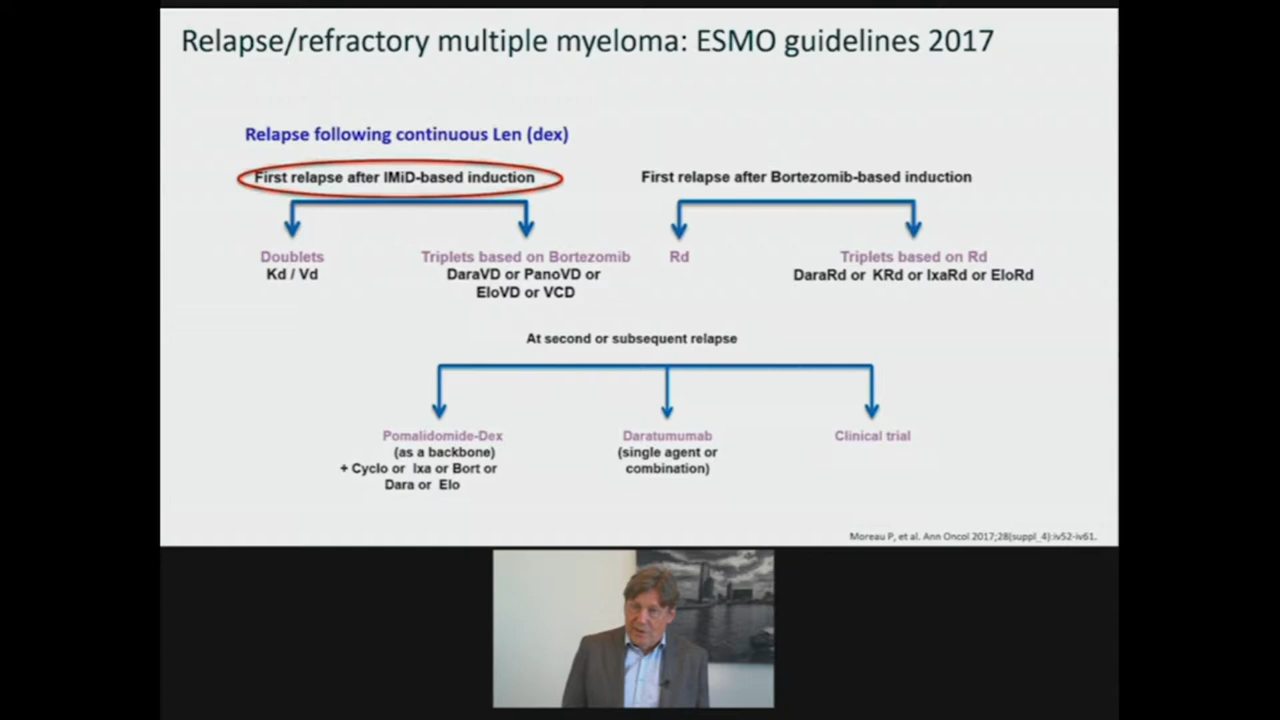 Relapse/refractory multiple myeloma: ESMO guidelines 2017
Relapse following continuous Len (dex)
First relapse after IMiD-based induction
First relapse after Bortezomib-based induction
Doublets
Kd / Vd
Triplets based on Bortezomib
DaraVD or PanoVD or
EloVD or VCD
Rd
Triplets based on Rd
DaraRd or KRd or IxaRd or EloRd
At second or subsequent relapse
Pomalidomide-Dex
(as a backbone)
+ Cyclo or Ixa or Bort or
Dara or Elo
Daratumumab
(single agent or
combination)
Clinical trial
Moreau P, et al. Ann Oncol 2017;28(suppl_4):iv52-iv61.